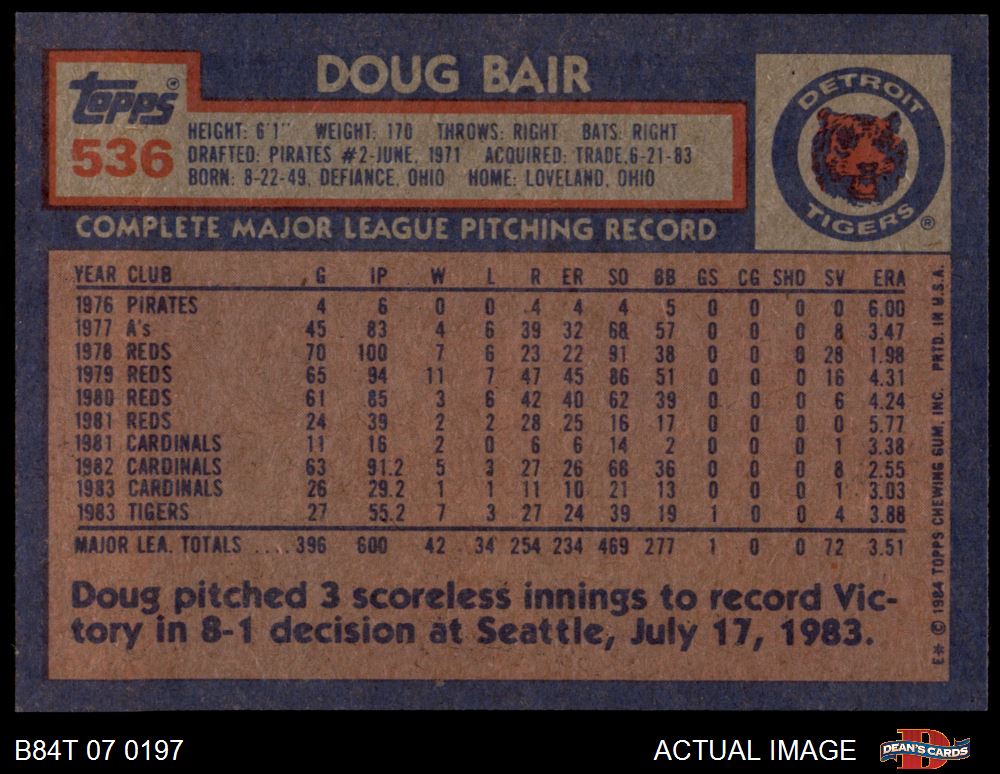 DOUG BAIR
Topps®
536
HEIGHT: 6'1" WEIGHT: 170 THROWS: RIGHT BATS: RIGHT
DRAFTED: PIRATES #2-JUNE, 1971 ACQUIRED: TRADE,6-21-83
BORN: 8-22-49, DEFIANCE, OHIO HOME: LOVELAND, OHIO
DETROIT
TIGERS®
COMPLETE MAJOR LEAGUE PITCHING RECORD
YEAR CLUB G IP W L R ER SO BB GS CG SHO SV ERA
1976 PIRATES 4 6 0 0 4 4 4 5 0 0 0 0 6.00
1977 A's 45 83 4 6 39 32 68 57 0 0 0 8 3.47
1978 REDS 70 100 7 6 23 22 91 38 0 0 0 28 1.98
1979 REDS 65 94 11 7 47 45 86 51 0 0 0 16 4.31
1980 REDS 61 85 3 6 42 40 62 39 0 0 0 6 4.24
1981 REDS 24 39 2 2 28 25 16 17 0 0 0 0 5.77
1981 CARDINALS 11 16 2 0 6 6 14 2 0 0 0 1 3.38
1982 CARDINALS 63 91.2 5 3 27 26 68 36 0 0 0 8 2.55
1983 CARDINALS 26 29.2 1 1 11 10 21 13 0 0 0 1 3.03
1983 TIGERS 27 55.2 7 3 27 24 39 19 1 0 0 4 3.88
MAJOR LEA. TOTALS ....396 600 42 34 254 234 469 277 1 0 0 72 3.51
Doug pitched 3 scoreless innings to record Vic-
tory in 8-1 decision at Seattle, July 17, 1983.
E* © 1984 TOPPS CHEWING GUM, INC. PRTD. IN U.S.A.
B84T 07 0197
ACTUAL IMAGE
DEAN'S CARDS